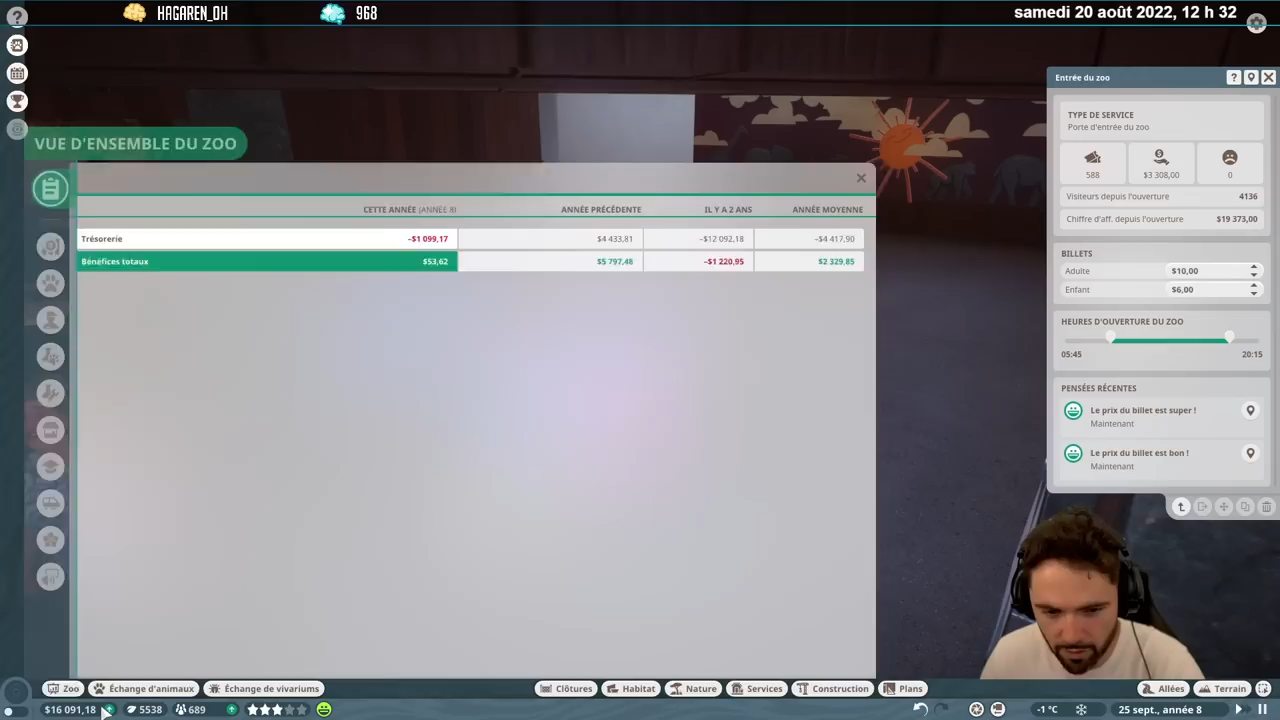 HAGAREN_OH
968
samedi 20 août 2022, 12 h 32
VUE D'ENSEMBLE DU ZOO
CETTE ANNÉE (ANNÉE 8) ANNÉE PRÉCÉDENTE IL Y A 2 ANS ANNÉE MOYENNE
Trésorerie -$1 099,17 $4 433,81 -$12 092,18 -$4 417,90
Bénéfices totaux $53,62 $5 797,48 -$1 220,95 $2 329,85
Entrée du zoo
TYPE DE SERVICE
Porte d'entrée du zoo
588 $3 308,00 0
Visiteurs depuis l'ouverture 4136
Chiffre d'aff. depuis l'ouverture $19 373,00
BILLETS
Adulte $10,00
Enfant $6,00
HEURES D'OUVERTURE DU ZOO
05:45 20:15
PENSÉES RÉCENTES
Le prix du billet est super !
Maintenant
Le prix du billet est bon !
Maintenant
Zoo Échange d'animaux Échange de vivariums Clôtures Habitat Nature Services Construction Plans Allées Terrain
$16 091,18 5538 689 -1 °C 25 sept., année 8